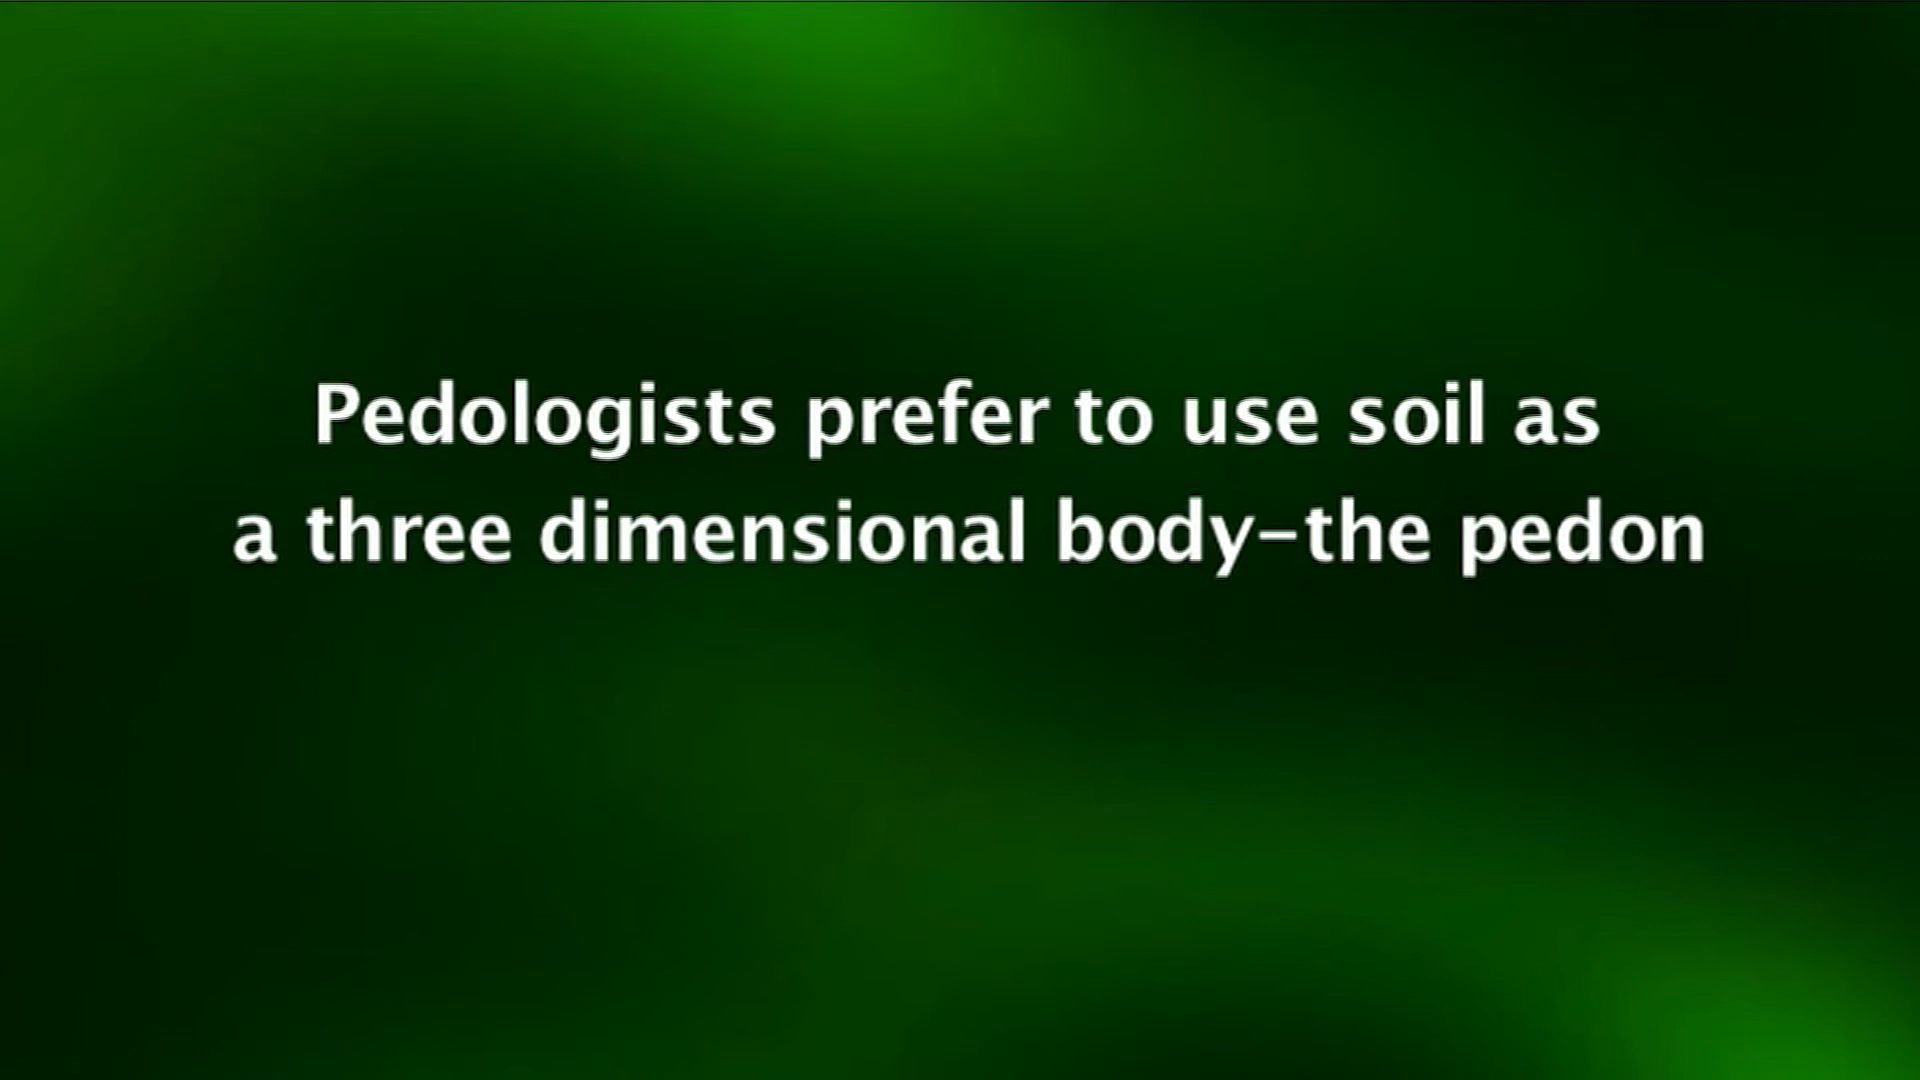 Pedologists prefer to use soil as
a three dimensional body–the pedon